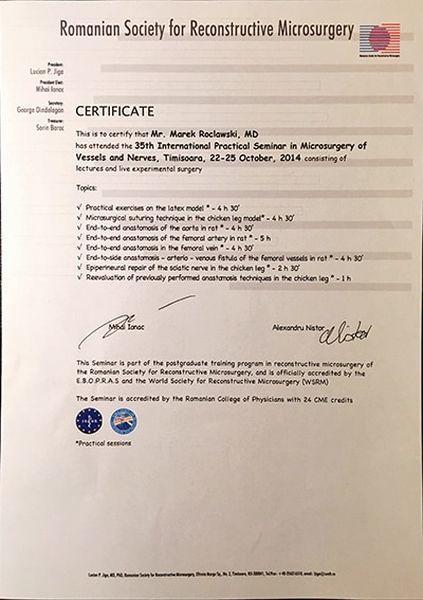 Romanian Society for Reconstructive Microsurgery
President:
Lucian P. Jiga
President Elect:
Mihai Ionac
Secretary:
George Dindelegan
Treasurer:
Sorin Barac
CERTIFICATE
This is to certify that Mr. Marek Roclawski, MD
has attended the 35th International Practical Seminar in Microsurgery of
Vessels and Nerves, Timisoara, 22-25 October, 2014 consisting of
lectures and live experimental surgery
Topics:
√ Practical exercises on the latex model * - 4 h 30'
√ Microsurgical suturing technique in the chicken leg model* - 4 h 30'
√ End-to-end anastomosis of the aorta in rat * - 4 h 30'
√ End-to-end anastomosis of the femoral artery in rat * - 5 h
√ End-to-end anastomosis in the femoral vein * - 4 h 30'
√ End-to-side anastomosis - arterio - venous fistula of the femoral vessels in rat * - 4 h 30'
√ Epiperineural repair of the sciatic nerve in the chicken leg * - 2 h 30'
√ Reevaluation of previously performed anastomosis techniques in the chicken leg * - 1 h
Mihai Ionac
Alexandru Nistor
This Seminar is part of the postgraduate training program in reconstructive microsurgery of
the Romanian Society for Reconstructive Microsurgery, and is officially accredited by the
E.B.O.P.R.A.S and the World Society for Reconstructive Microsurgery (WSRM)
The Seminar is accredited by the Romanian College of Physicians with 24 CME credits
*Practical sessions
Lucian P. Jiga, MD, PhD, Romanian Society for Reconstructive Microsurgery,